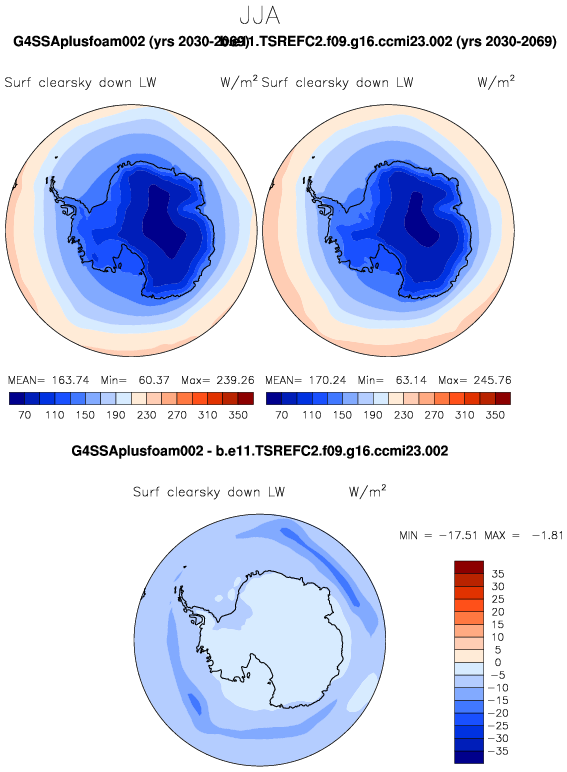 JJA
G4SSAplusfoam002 (yrs 2030-2069) b.e11.TSREFC2.f09.g16.ccmi23.002 (yrs 2030-2069)
Surf clearsky down LW W/m² Surf clearsky down LW W/m²
MEAN= 163.74 Min= 60.37 Max= 239.26 MEAN= 170.24 Min= 63.14 Max= 245.76
70 110 150 190 230 270 310 350 70 110 150 190 230 270 310 350
G4SSAplusfoam002 - b.e11.TSREFC2.f09.g16.ccmi23.002
Surf clearsky down LW W/m²
MIN = -17.51 MAX = -1.81
35
30
25
20
15
10
5
0
-5
-10
-15
-20
-25
-30
-35